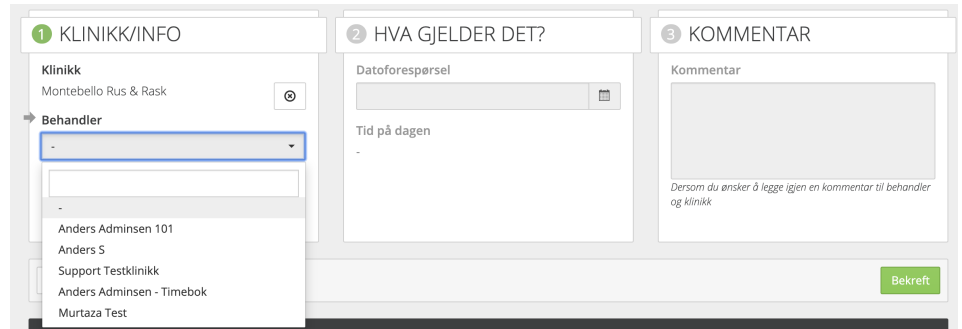 1 KLINIKK/INFO
Klinikk
Montebello Rus & Rask
Behandler
-
-
Anders Adminsen 101
Anders S
Support Testklinikk
Anders Adminsen - Timebok
Murtaza Test
2 HVA GJELDER DET?
Datoforespørsel
Tid på dagen
-
3 KOMMENTAR
Kommentar
Dersom du ønsker å legge igjen en kommentar til behandler
og klinikk
Bekreft